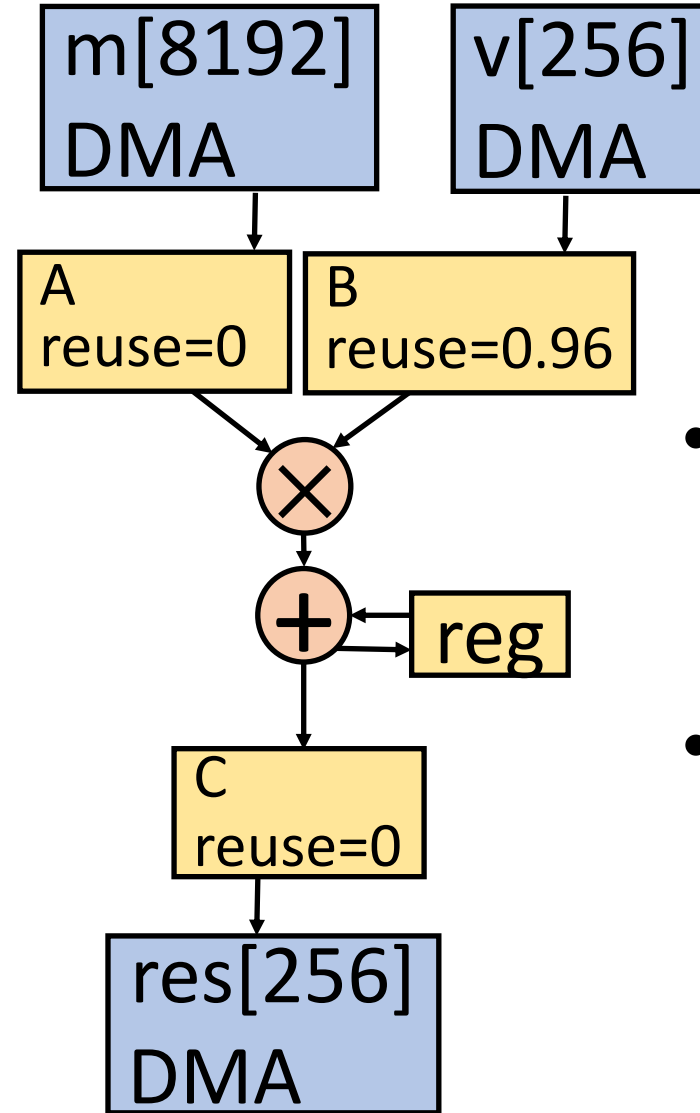 m[8192]
DMA
v[256]
DMA
A
reuse=0
B
reuse=0.96
×
+
reg
C
reuse=0
res[256]
DMA
•
•